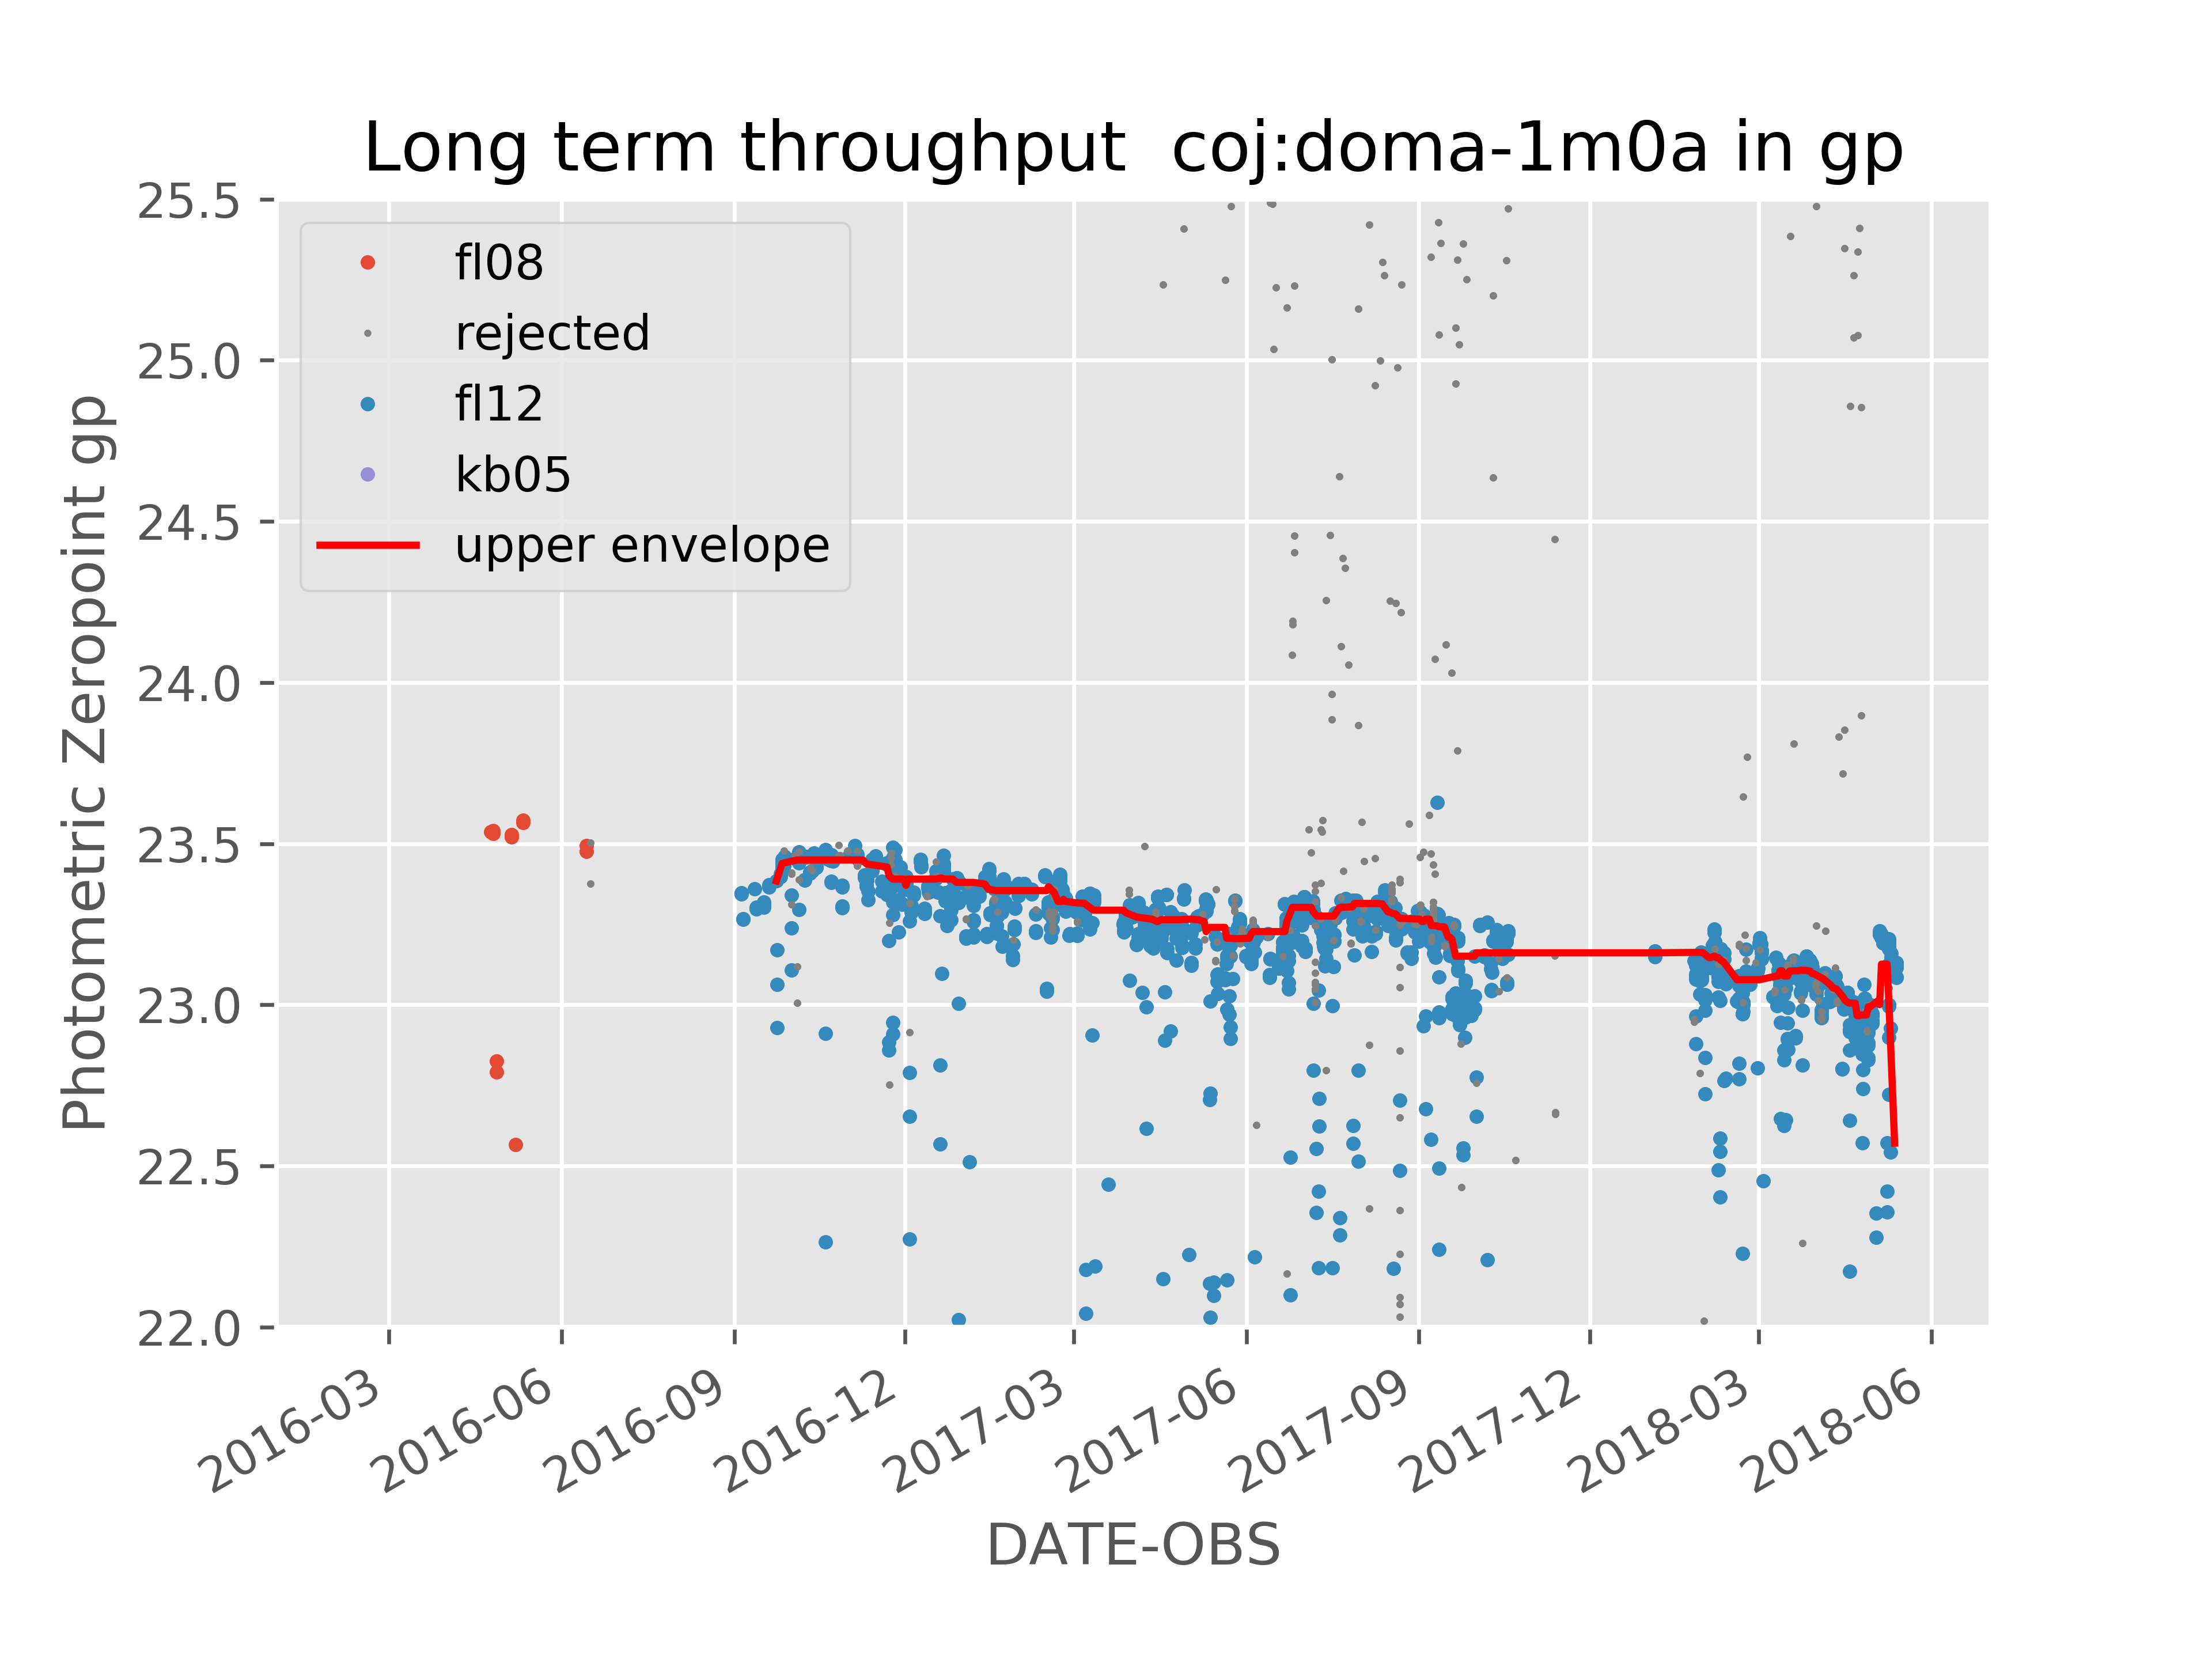 Long term throughput  coj:doma-1m0a in gp
25.5
25.0
24.5
24.0
23.5
23.0
22.5
22.0
Photometric Zeropoint gp
fl08
rejected
fl12
kb05
upper envelope
2016-03
2016-06
2016-09
2016-12
2017-03
2017-06
2017-09
2017-12
2018-03
2018-06
DATE-OBS